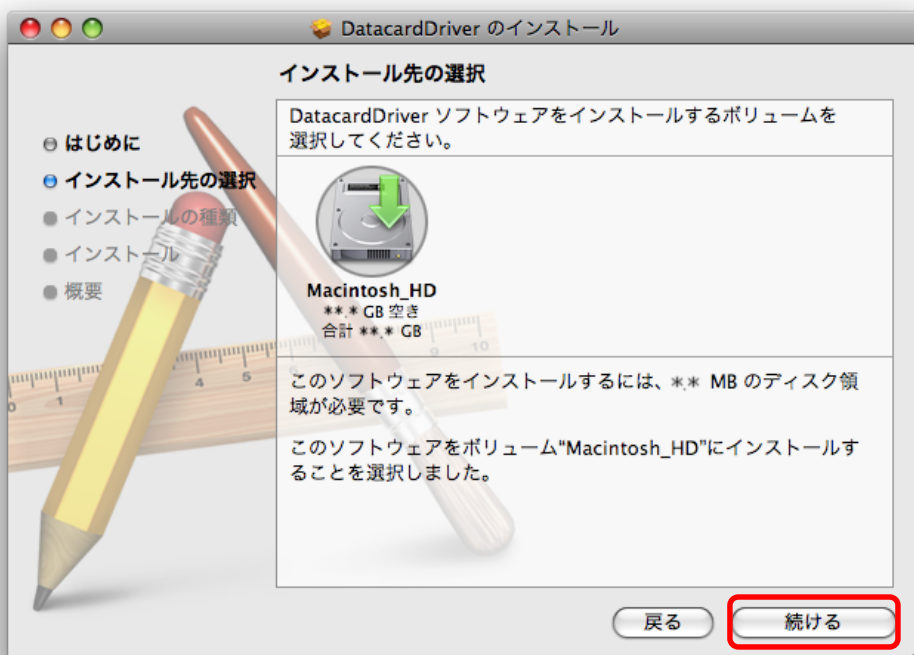 DatacardDriver のインストール
インストール先の選択
はじめに
インストール先の選択
インストールの種類
インストール
概要
DatacardDriver ソフトウェアをインストールするボリュームを
選択してください。
Macintosh_HD
**.* GB 空き
合計 **.* GB
このソフトウェアをインストールするには、*.* MB のディスク領
域が必要です。
このソフトウェアをボリューム“Macintosh_HD”にインストールす
ることを選択しました。
0 1 4 5 9 10
戻る
続ける